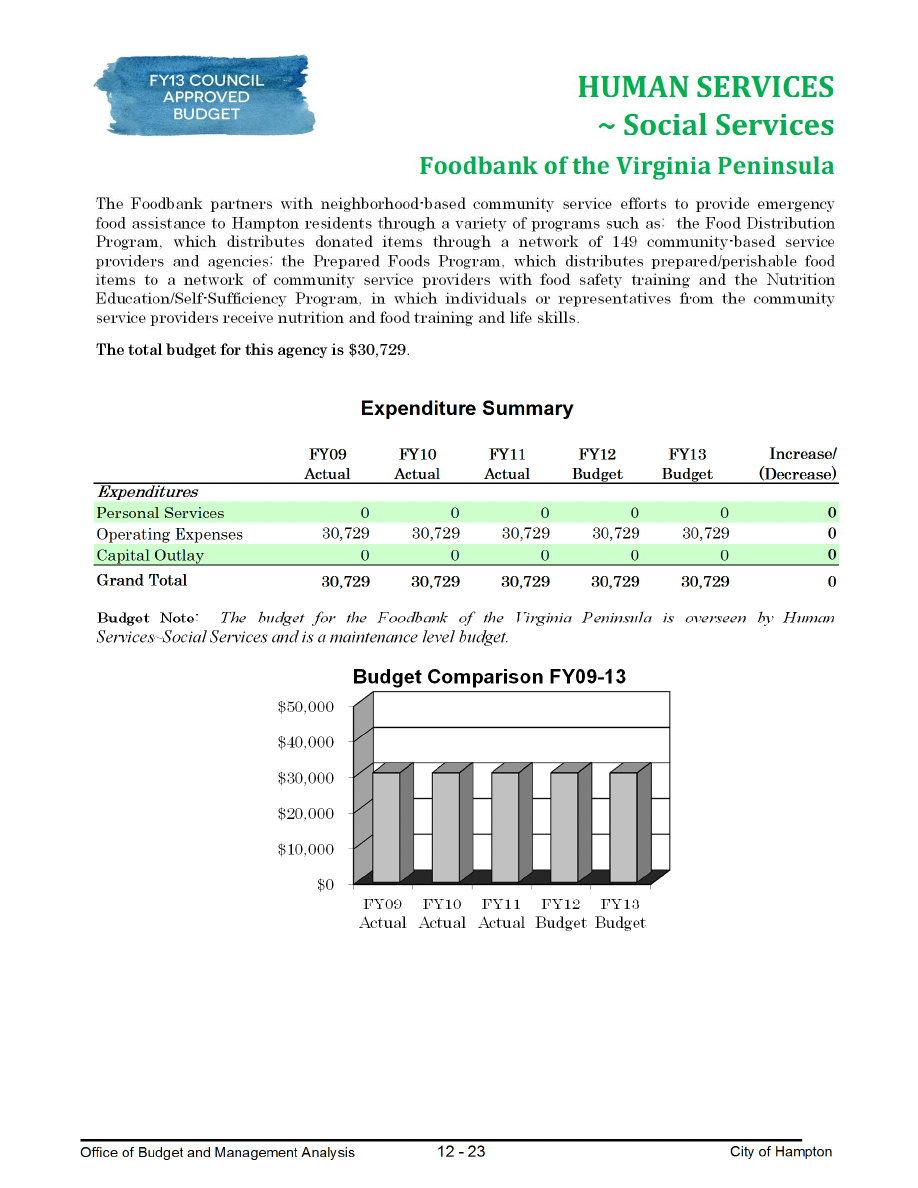 FY13 COUNCIL
APPROVED
BUDGET
HUMAN SERVICES
~ Social Services
Foodbank of the Virginia Peninsula
The Foodbank partners with neighborhood-based community service efforts to provide emergency
food assistance to Hampton residents through a variety of programs such as: the Food Distribution
Program, which distributes donated items through a network of 149 community-based service
providers and agencies; the Prepared Foods Program, which distributes prepared/perishable food
items to a network of community service providers with food safety training and the Nutrition
Education/Self-Sufficiency Program, in which individuals or representatives from the community
service providers receive nutrition and food training and life skills.
The total budget for this agency is $30,729.
Expenditure Summary
FY09 FY10 FY11 FY12 FY13 Increase/
Actual Actual Actual Budget Budget (Decrease)
Expenditures
Personal Services 0 0 0 0 0 0
Operating Expenses 30,729 30,729 30,729 30,729 30,729 0
Capital Outlay 0 0 0 0 0 0
Grand Total 30,729 30,729 30,729 30,729 30,729 0
Budget Note: The budget for the Foodbank of the Virginia Peninsula is overseen by Human
Services~Social Services and is a maintenance level budget.
Budget Comparison FY09-13
$50,000
$40,000
$30,000
$20,000
$10,000
$0
FY09 FY10 FY11 FY12 FY13
Actual Actual Actual Budget Budget
Office of Budget and Management Analysis 12 - 23 City of Hampton